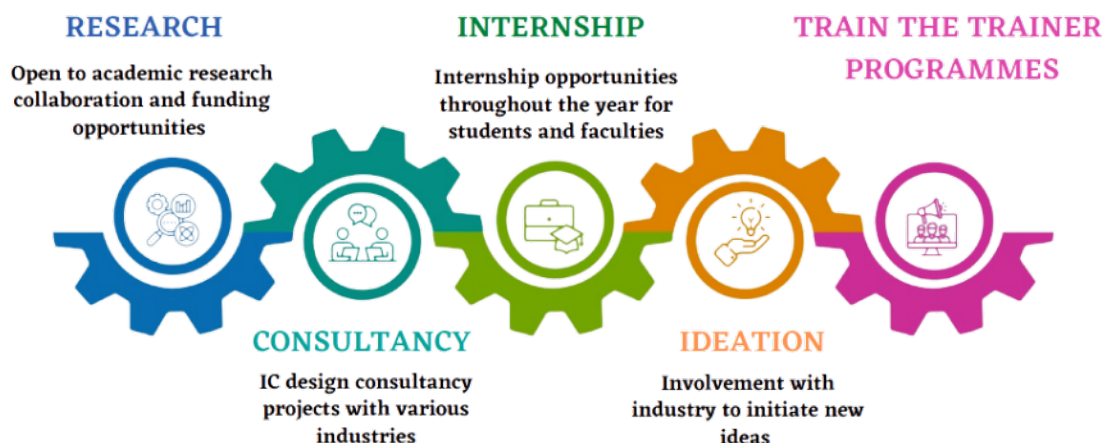 RESEARCH
Open to academic research
collaboration and funding
opportunities
INTERNSHIP
Internship opportunities
throughout the year for
students and faculties
TRAIN THE TRAINER
PROGRAMMES
CONSULTANCY
IC design consultancy
projects with various
industries
IDEATION
Involvement with
industry to initiate new
ideas